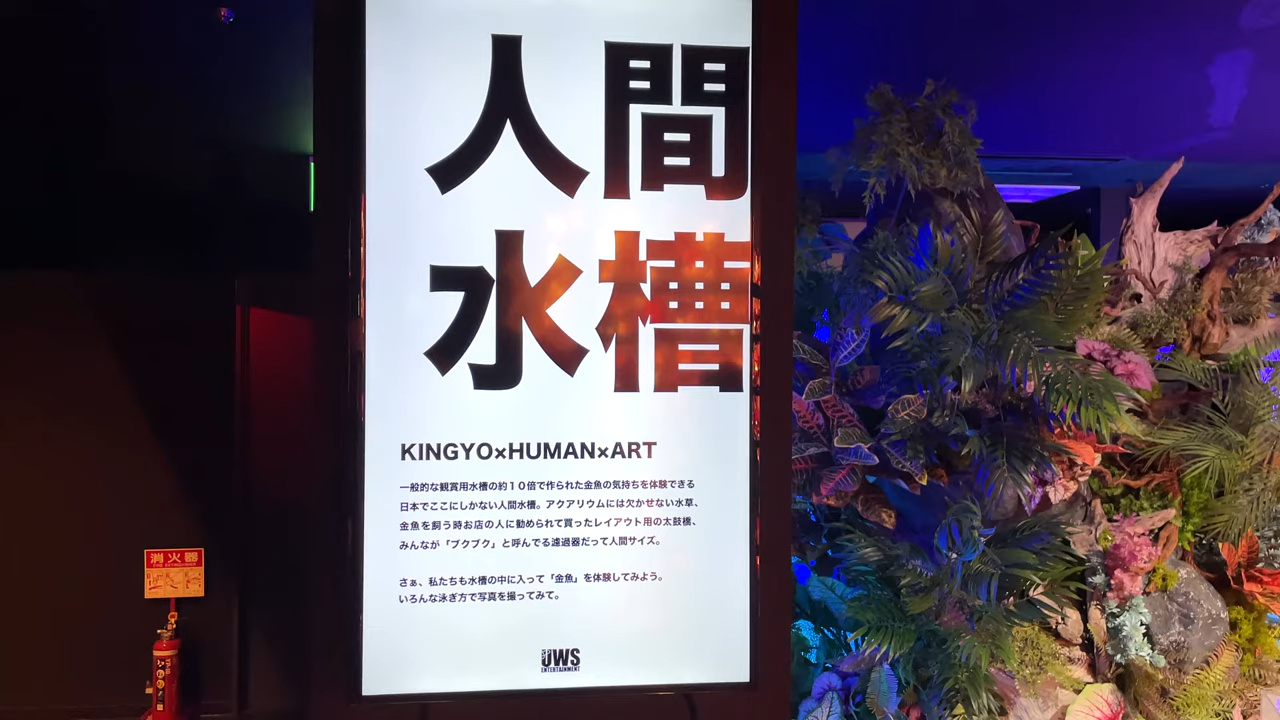 人間
水槽
KINGYO×HUMAN×ART
一般的な観賞用水槽の約10倍で作られた金魚の気持ちを体験できる
日本でここにしかない人間水槽。アクアリウムには欠かせない水草、
金魚を飼う時お店の人に勧められて買ったレイアウト用の太鼓橋、
みんなが「ブクブク」と呼んでる濾過器だって人間サイズ。
さぁ、私たちも水槽の中に入って「金魚」を体験してみよう。
いろんな泳ぎ方で写真を撮ってみて。
UWS
ENTERTAINMENT
消火器
FIRE EXTINGUISHER